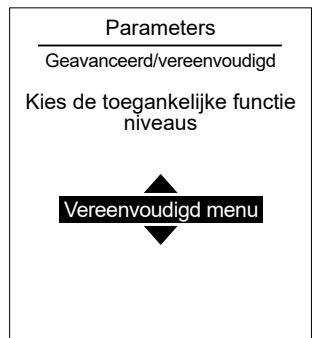 Parameters
Geavanceerd/vereenvoudigd
Kies de toegankelijke functie
niveaus
Vereenvoudigd menu